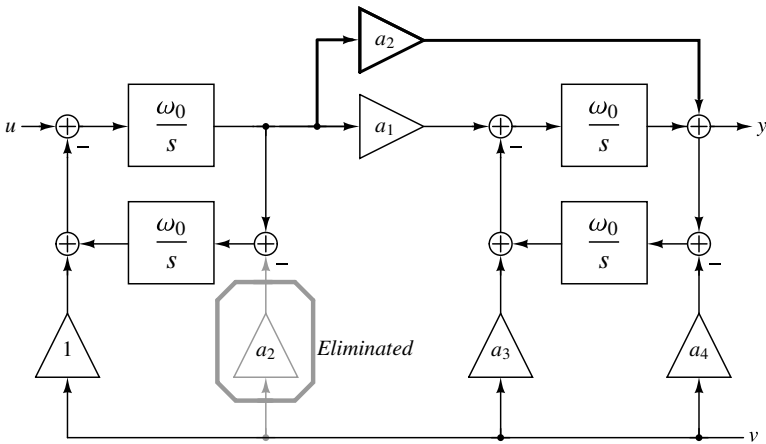 a₂
u
ω₀
s
a₁
ω₀
s
y
ω₀
s
ω₀
s
1
a₂
Eliminated
a₃
a₄
v